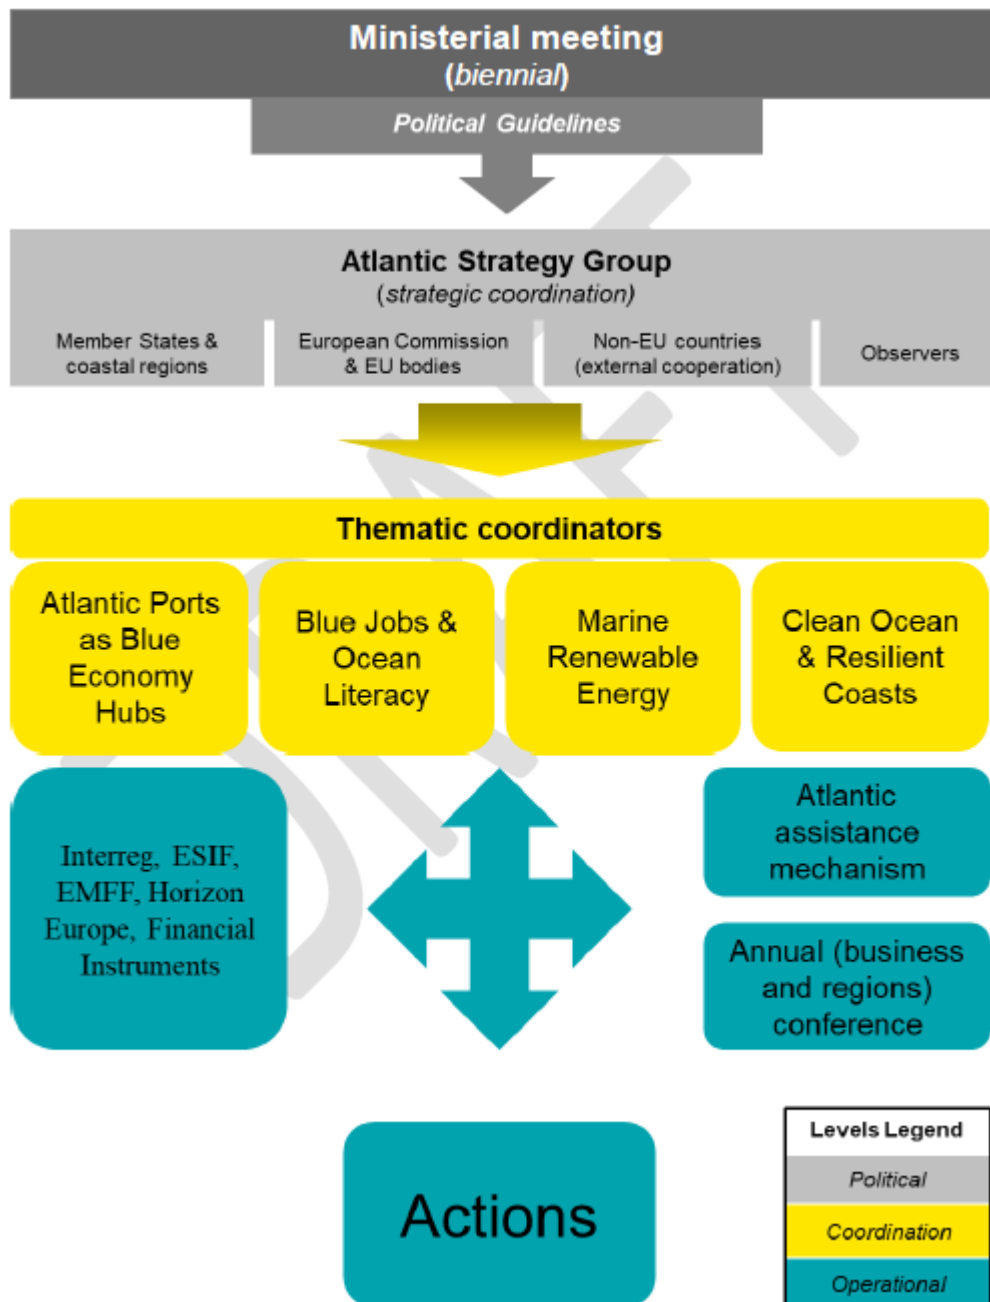 Ministerial meeting
(biennial)
Political Guidelines
Atlantic Strategy Group
(strategic coordination)
Member States &
coastal regions
European Commission
& EU bodies
Non-EU countries
(external cooperation)
Observers
Thematic coordinators
Atlantic Ports
as Blue
Economy
Hubs
Blue Jobs &
Ocean
Literacy
Marine
Renewable
Energy
Clean Ocean
& Resilient
Coasts
Interreg, ESIF,
EMFF, Horizon
Europe, Financial
Instruments
Atlantic
assistance
mechanism
Annual (business
and regions)
conference
Actions
Levels Legend
Political
Coordination
Operational
DRAFT